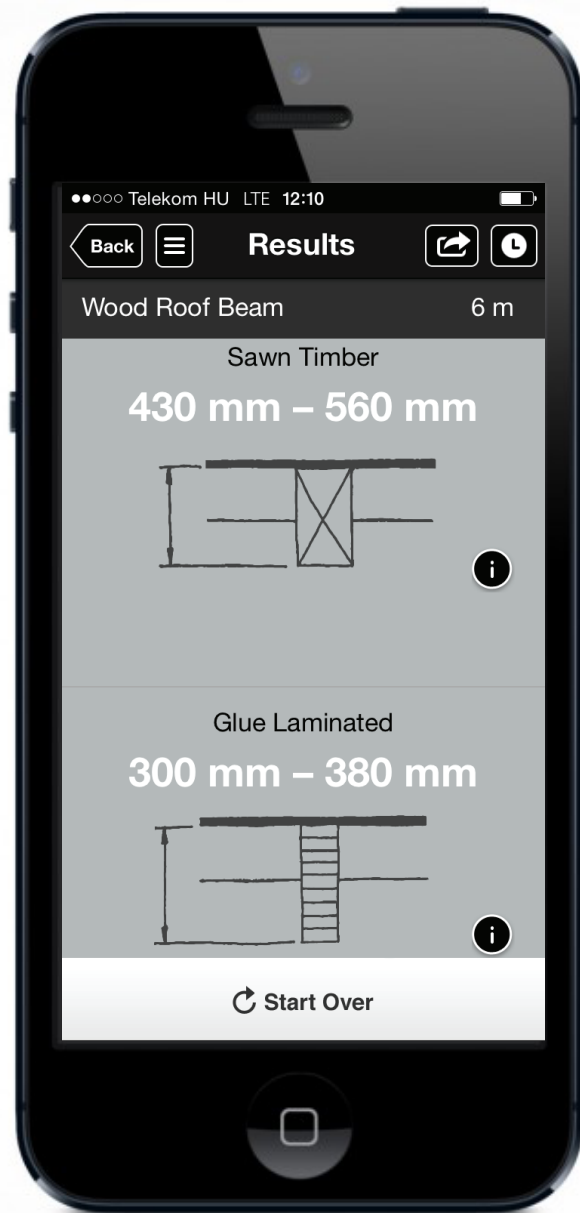 Telekom HU LTE 12:10
Back Results
Wood Roof Beam 6 m
Sawn Timber
430 mm – 560 mm
i
Glue Laminated
300 mm – 380 mm
i
Start Over